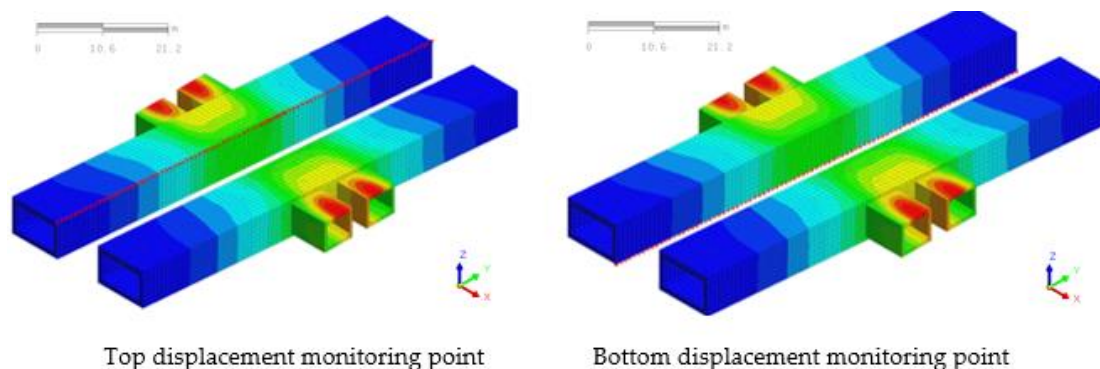 m
0 10.6 21.2
Z
Y
X
Top displacement monitoring point
m
0 10.6 21.2
Z
Y
X
Bottom displacement monitoring point